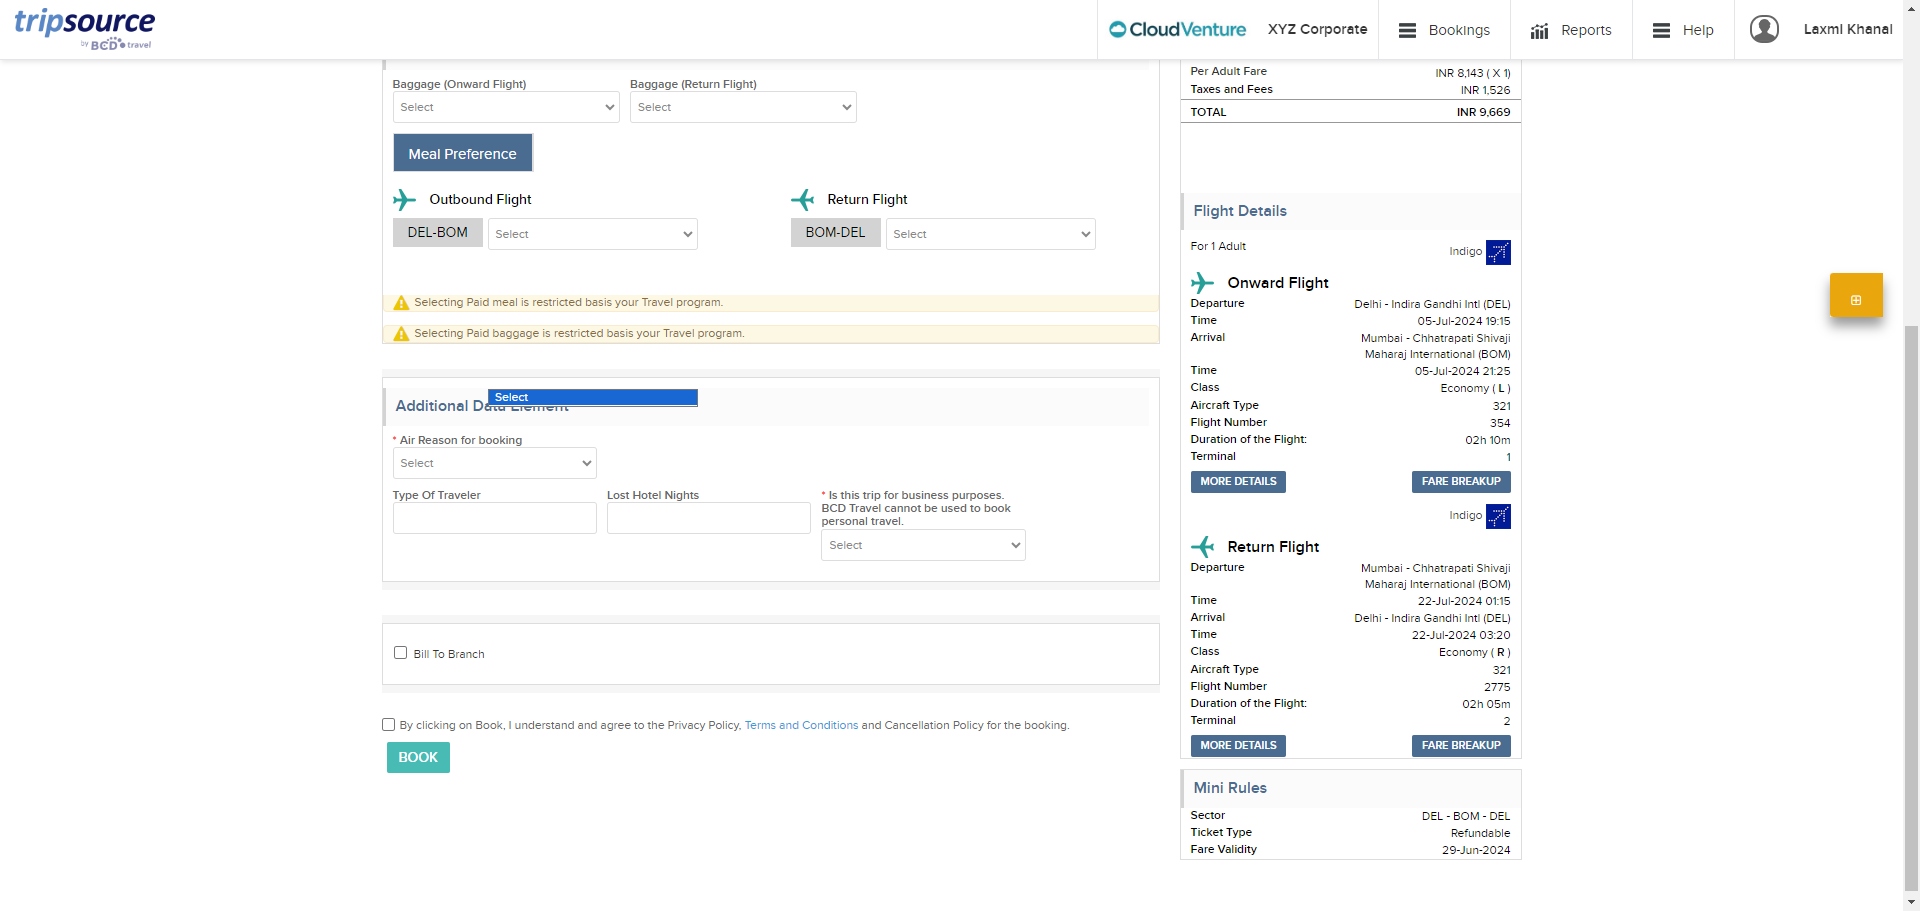 tripsource
by BCD travel
CloudVenture
XYZ Corporate
Bookings
Reports
Help
Laxmi Khanal
Baggage (Onward Flight)
Baggage (Return Flight)
Select
Select
Meal Preference
Outbound Flight
Return Flight
DEL-BOM
Select
BOM-DEL
Select
Selecting Paid meal is restricted basis your Travel program.
Selecting Paid baggage is restricted basis your Travel program.
Select
Additional Data Element
* Air Reason for booking
Select
Type Of Traveler
Lost Hotel Nights
* Is this trip for business purposes.
BCD Travel cannot be used to book
personal travel.
Select
Bill To Branch
By clicking on Book, I understand and agree to the Privacy Policy, Terms and Conditions and Cancellation Policy for the booking.
BOOK
Per Adult Fare INR 8,143 ( X 1)
Taxes and Fees INR 1,526
TOTAL INR 9,669
Flight Details
For 1 Adult Indigo
Onward Flight
Departure Delhi - Indira Gandhi Intl (DEL)
Time 05-Jul-2024 19:15
Arrival Mumbai - Chhatrapati Shivaji
Maharaj International (BOM)
Time 05-Jul-2024 21:25
Class Economy ( L )
Aircraft Type 321
Flight Number 354
Duration of the Flight: 02h 10m
Terminal 1
MORE DETAILS FARE BREAKUP
Indigo
Return Flight
Departure Mumbai - Chhatrapati Shivaji
Maharaj International (BOM)
Time 22-Jul-2024 01:15
Arrival Delhi - Indira Gandhi Intl (DEL)
Time 22-Jul-2024 03:20
Class Economy ( R )
Aircraft Type 321
Flight Number 2775
Duration of the Flight: 02h 05m
Terminal 2
MORE DETAILS FARE BREAKUP
Mini Rules
Sector DEL - BOM - DEL
Ticket Type Refundable
Fare Validity 29-Jun-2024